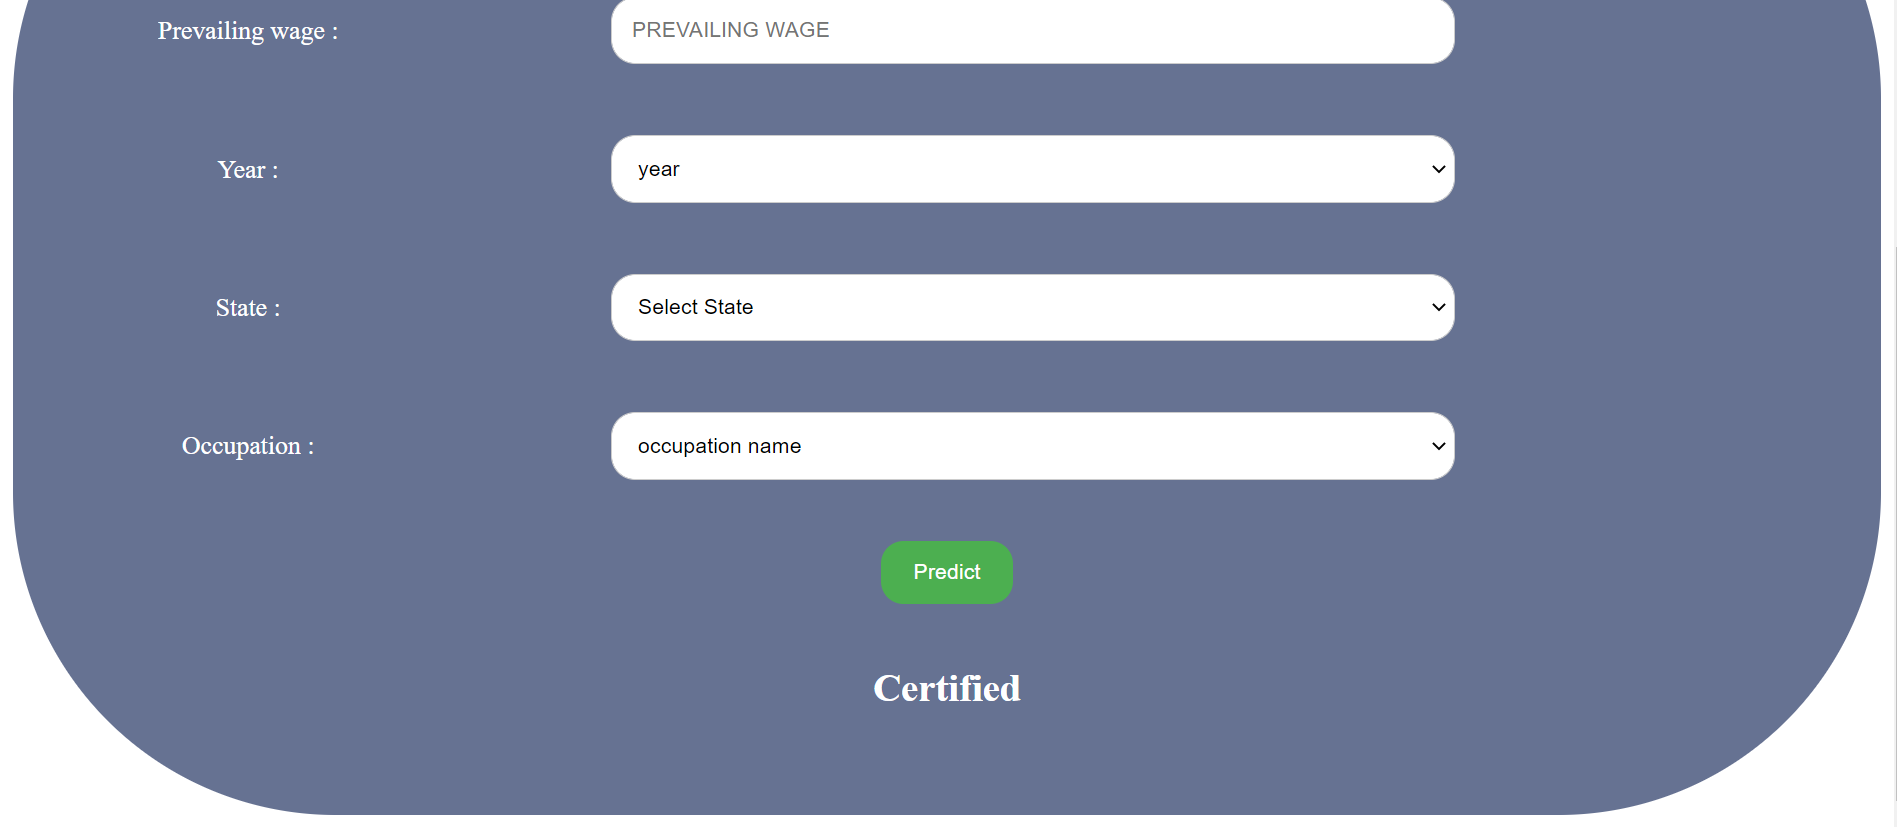 Prevailing wage : PREVAILING WAGE
Year : year
State : Select State
Occupation : occupation name
Predict
Certified